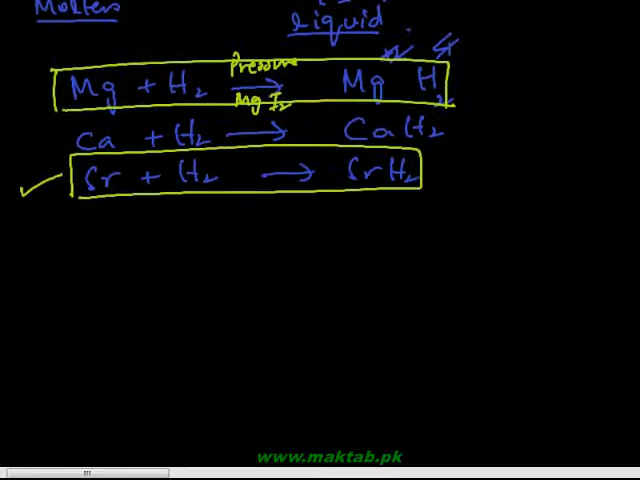 Molten
liquid
Mg + H2 Pressure → MgI2 Mg H2
Ca + H2 → CaH2
Sr + H2 → SrH2
www.maktab.pk